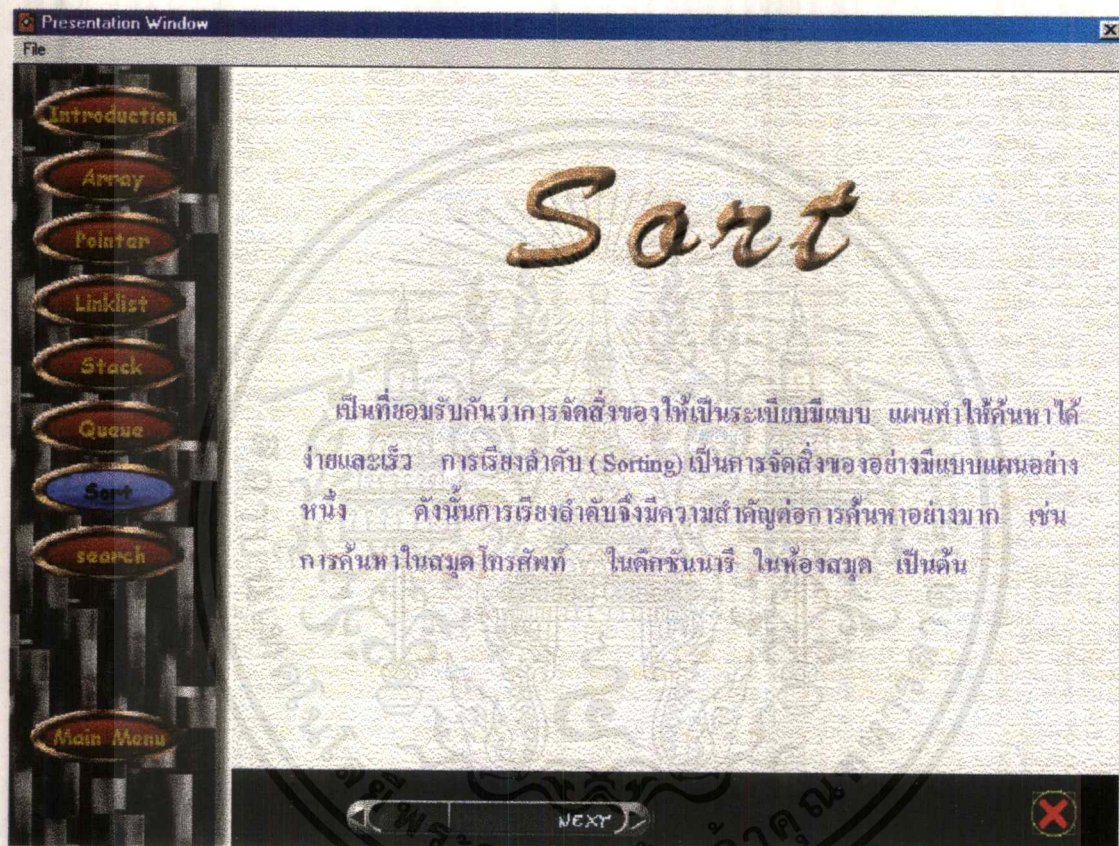 Presentation Window
File
Introduction
Array
Pointer
Linklist
Stack
Queue
Sort
search
Main Menu
Sort
เป็นที่ยอมรับกันว่าการจัดสิ่งของให้เป็นระเบียบมีแบบ แผนทำให้ค้นหาได้
ง่ายและเร็ว การเรียงลำดับ ( Sorting) เป็นการจัดสิ่งของอย่างมีแบบแผนอย่าง
หนึ่ง ดังนั้นการเรียงลำดับจึงมีความสำคัญต่อการค้นหาอย่างมาก เช่น
การค้นหาในสมุดโทรศัพท์ ในดิกชันนารี ในห้องสมุด เป็นต้น
NEXT